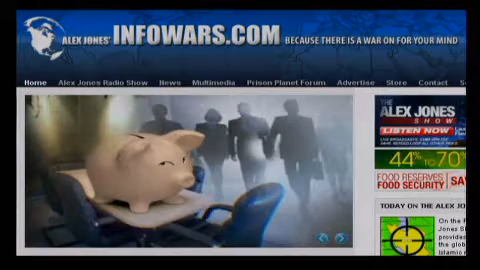 ALEX JONES' INFOWARS.COM BECAUSE THERE IS A WAR ON FOR YOUR MIND
Home Alex Jones Radio Show News Multimedia Prison Planet Forum Advertise Store Contact
THE
ALEX JONES
SHOW
LISTEN NOW
44% TO 70%
FOOD RESERVES
FOOD SECURITY
TODAY ON THE ALEX JO
On the
Jones S
provides
the glob
Islamic